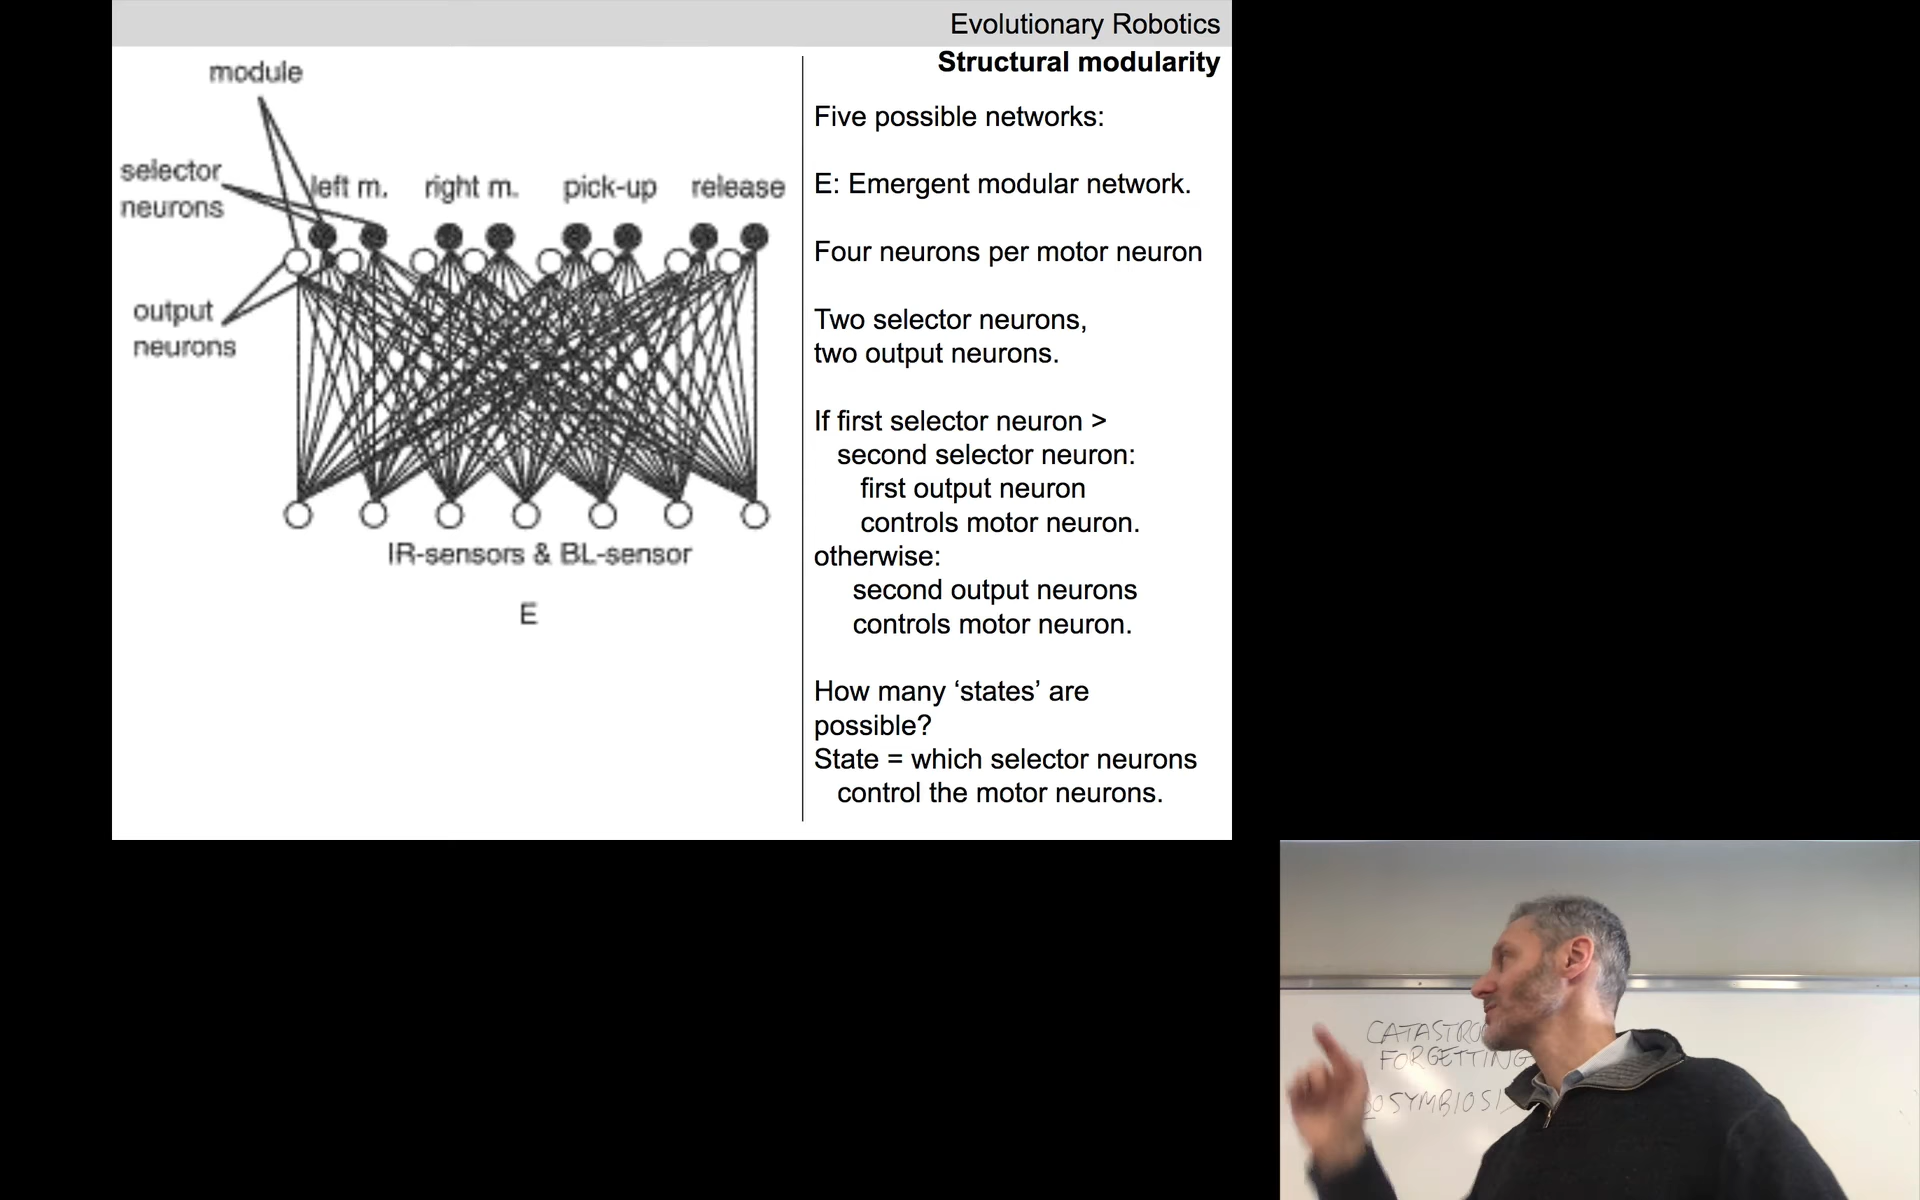 Evolutionary Robotics
Structural modularity
module
selector
neurons
left m. right m. pick-up release
output
neurons
IR-sensors & BL-sensor
E
Five possible networks:
E: Emergent modular network.
Four neurons per motor neuron
Two selector neurons,
two output neurons.
If first selector neuron >
second selector neuron:
first output neuron
controls motor neuron.
otherwise:
second output neurons
controls motor neuron.
How many ‘states’ are
possible?
State = which selector neurons
control the motor neurons.
FORGETTING